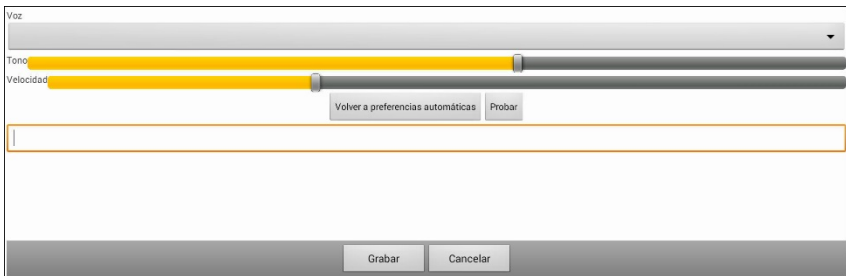 Voz
Tono
Velocidad
Volver a preferencias automáticas Probar
Grabar Cancelar